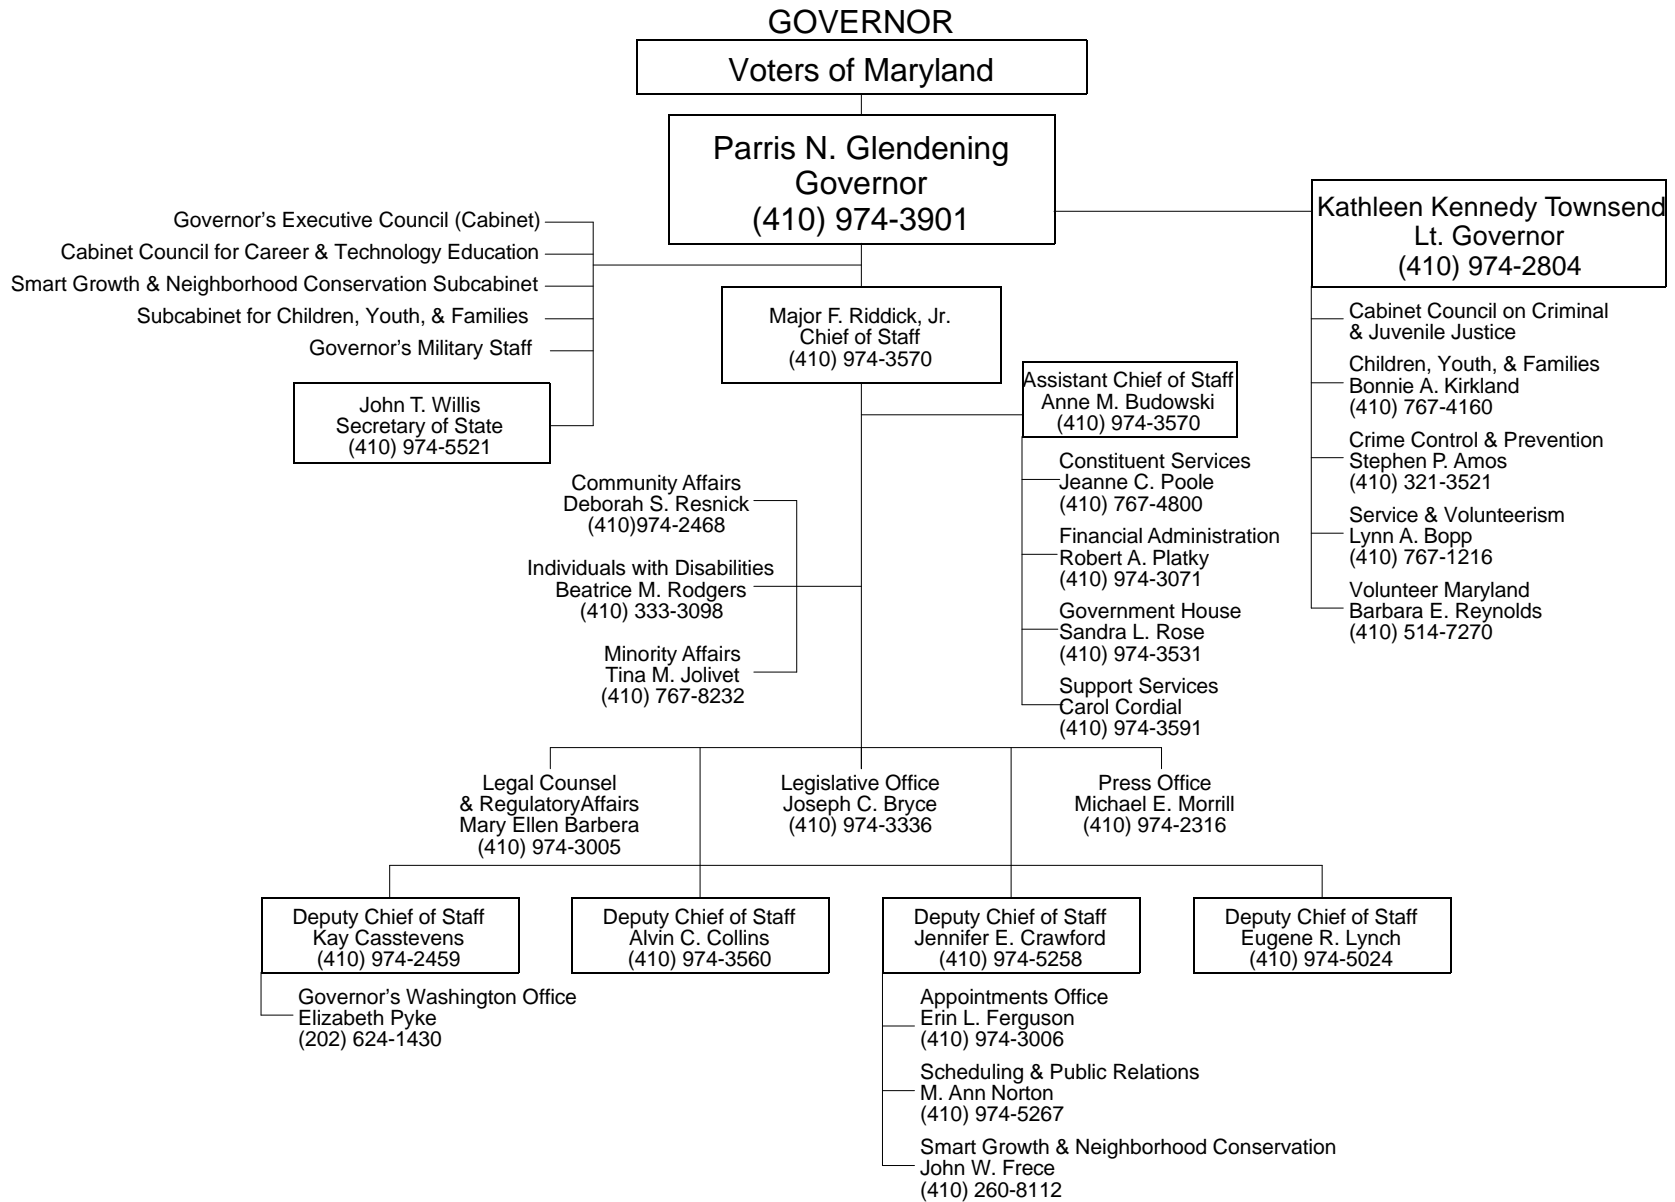 GOVERNOR
Voters of Maryland
Parris N. Glendening
Governor
(410) 974-3901
Kathleen Kennedy Townsend
Lt. Governor
(410) 974-2804
Governor’s Executive Council (Cabinet)
Cabinet Council for Career & Technology Education
Smart Growth & Neighborhood Conservation Subcabinet
Subcabinet for Children, Youth, & Families
Governor’s Military Staff
John T. Willis
Secretary of State
(410) 974-5521
Major F. Riddick, Jr.
Chief of Staff
(410) 974-3570
Assistant Chief of Staff
Anne M. Budowski
(410) 974-3570
Constituent Services
Jeanne C. Poole
(410) 767-4800
Financial Administration
Robert A. Platky
(410) 974-3071
Government House
Sandra L. Rose
(410) 974-3531
Support Services
Carol Cordial
(410) 974-3591
Cabinet Council on Criminal
& Juvenile Justice
Children, Youth, & Families
Bonnie A. Kirkland
(410) 767-4160
Crime Control & Prevention
Stephen P. Amos
(410) 321-3521
Service & Volunteerism
Lynn A. Bopp
(410) 767-1216
Volunteer Maryland
Barbara E. Reynolds
(410) 514-7270
Community Affairs
Deborah S. Resnick
(410)974-2468
Individuals with Disabilities
Beatrice M. Rodgers
(410) 333-3098
Minority Affairs
Tina M. Jolivet
(410) 767-8232
Legal Counsel
& RegulatoryAffairs
Mary Ellen Barbera
(410) 974-3005
Legislative Office
Joseph C. Bryce
(410) 974-3336
Press Office
Michael E. Morrill
(410) 974-2316
Deputy Chief of Staff
Kay Casstevens
(410) 974-2459
Governor’s Washington Office
Elizabeth Pyke
(202) 624-1430
Deputy Chief of Staff
Alvin C. Collins
(410) 974-3560
Deputy Chief of Staff
Jennifer E. Crawford
(410) 974-5258
Appointments Office
Erin L. Ferguson
(410) 974-3006
Scheduling & Public Relations
M. Ann Norton
(410) 974-5267
Smart Growth & Neighborhood Conservation
John W. Frece
(410) 260-8112
Deputy Chief of Staff
Eugene R. Lynch
(410) 974-5024